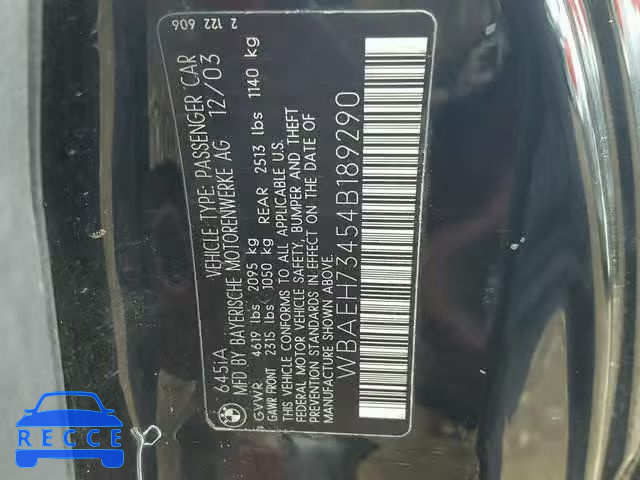 2 122 606
645iA VEHICLE TYPE: PASSENGER CAR
MFD BY BAYERISCHE MOTORENWERKE AG 12/03
GVWR 4619 lbs 2095 kg
GAWR FRONT 2315 lbs 1050 kg REAR 2513 lbs 1140 kg
THIS VEHICLE CONFORMS TO ALL APPLICABLE U.S.
FEDERAL MOTOR VEHICLE SAFETY, BUMPER AND THEFT
PREVENTION STANDARDS IN EFFECT ON THE DATE OF
MANUFACTURE SHOWN ABOVE.
WBAEH73454B189290
RECCE